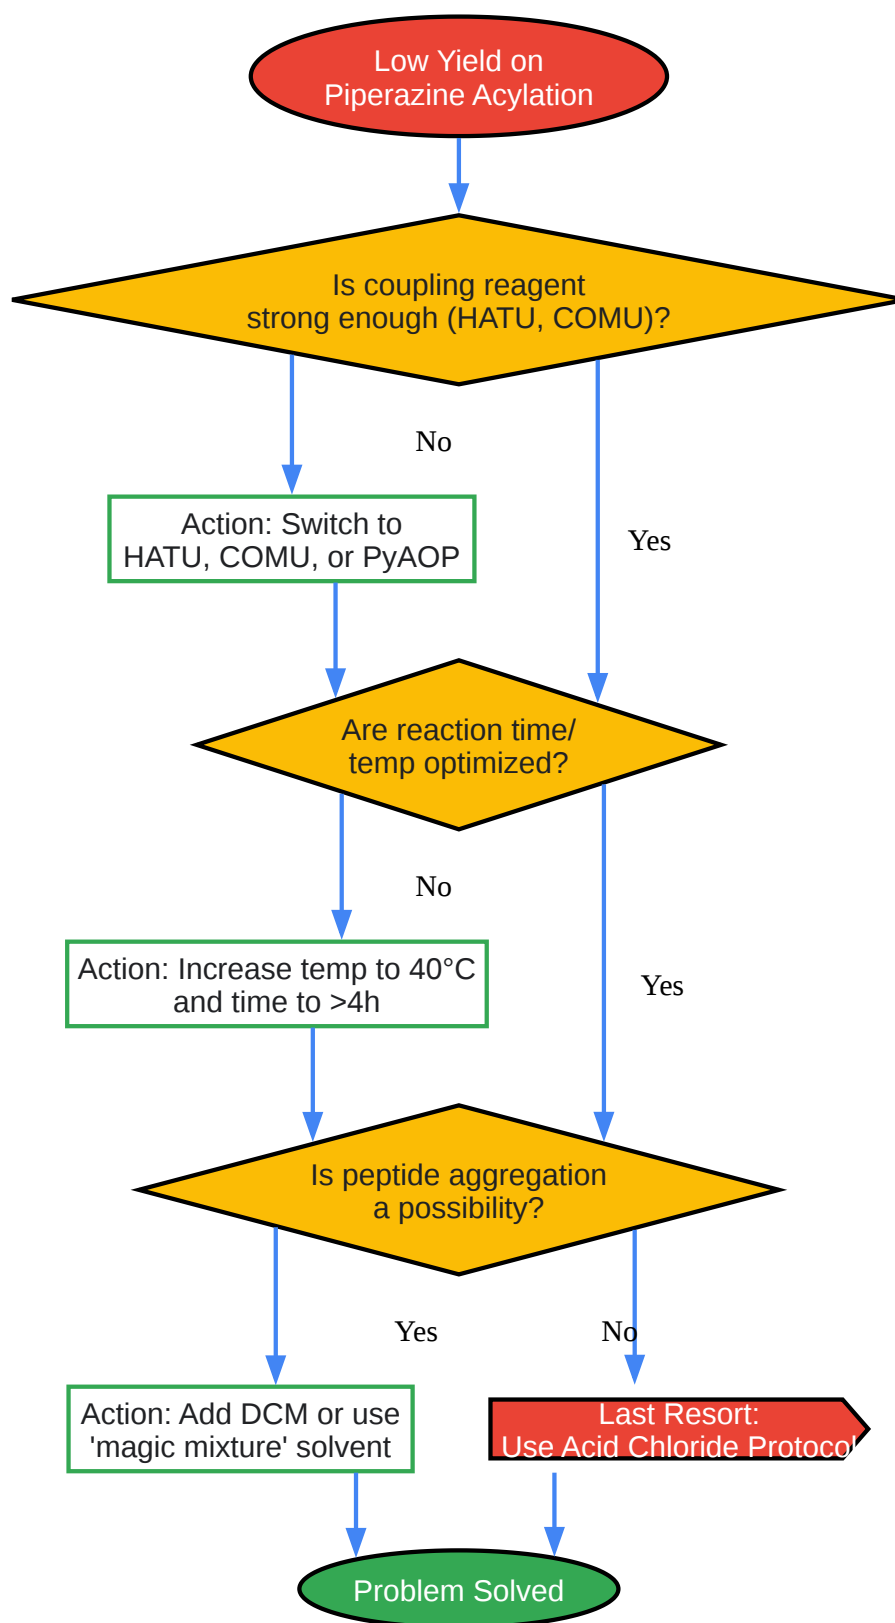 Low Yield on
Piperazine Acylation
Is coupling reagent
strong enough (HATU, COMU)?
No
Action: Switch to
HATU, COMU, or PyAOP
Yes
Are reaction time/
temp optimized?
No
Action: Increase temp to 40°C
and time to >4h
Yes
Is peptide aggregation
a possibility?
Yes
No
Action: Add DCM or use
'magic mixture' solvent
Last Resort:
Use Acid Chloride Protocol
Problem Solved